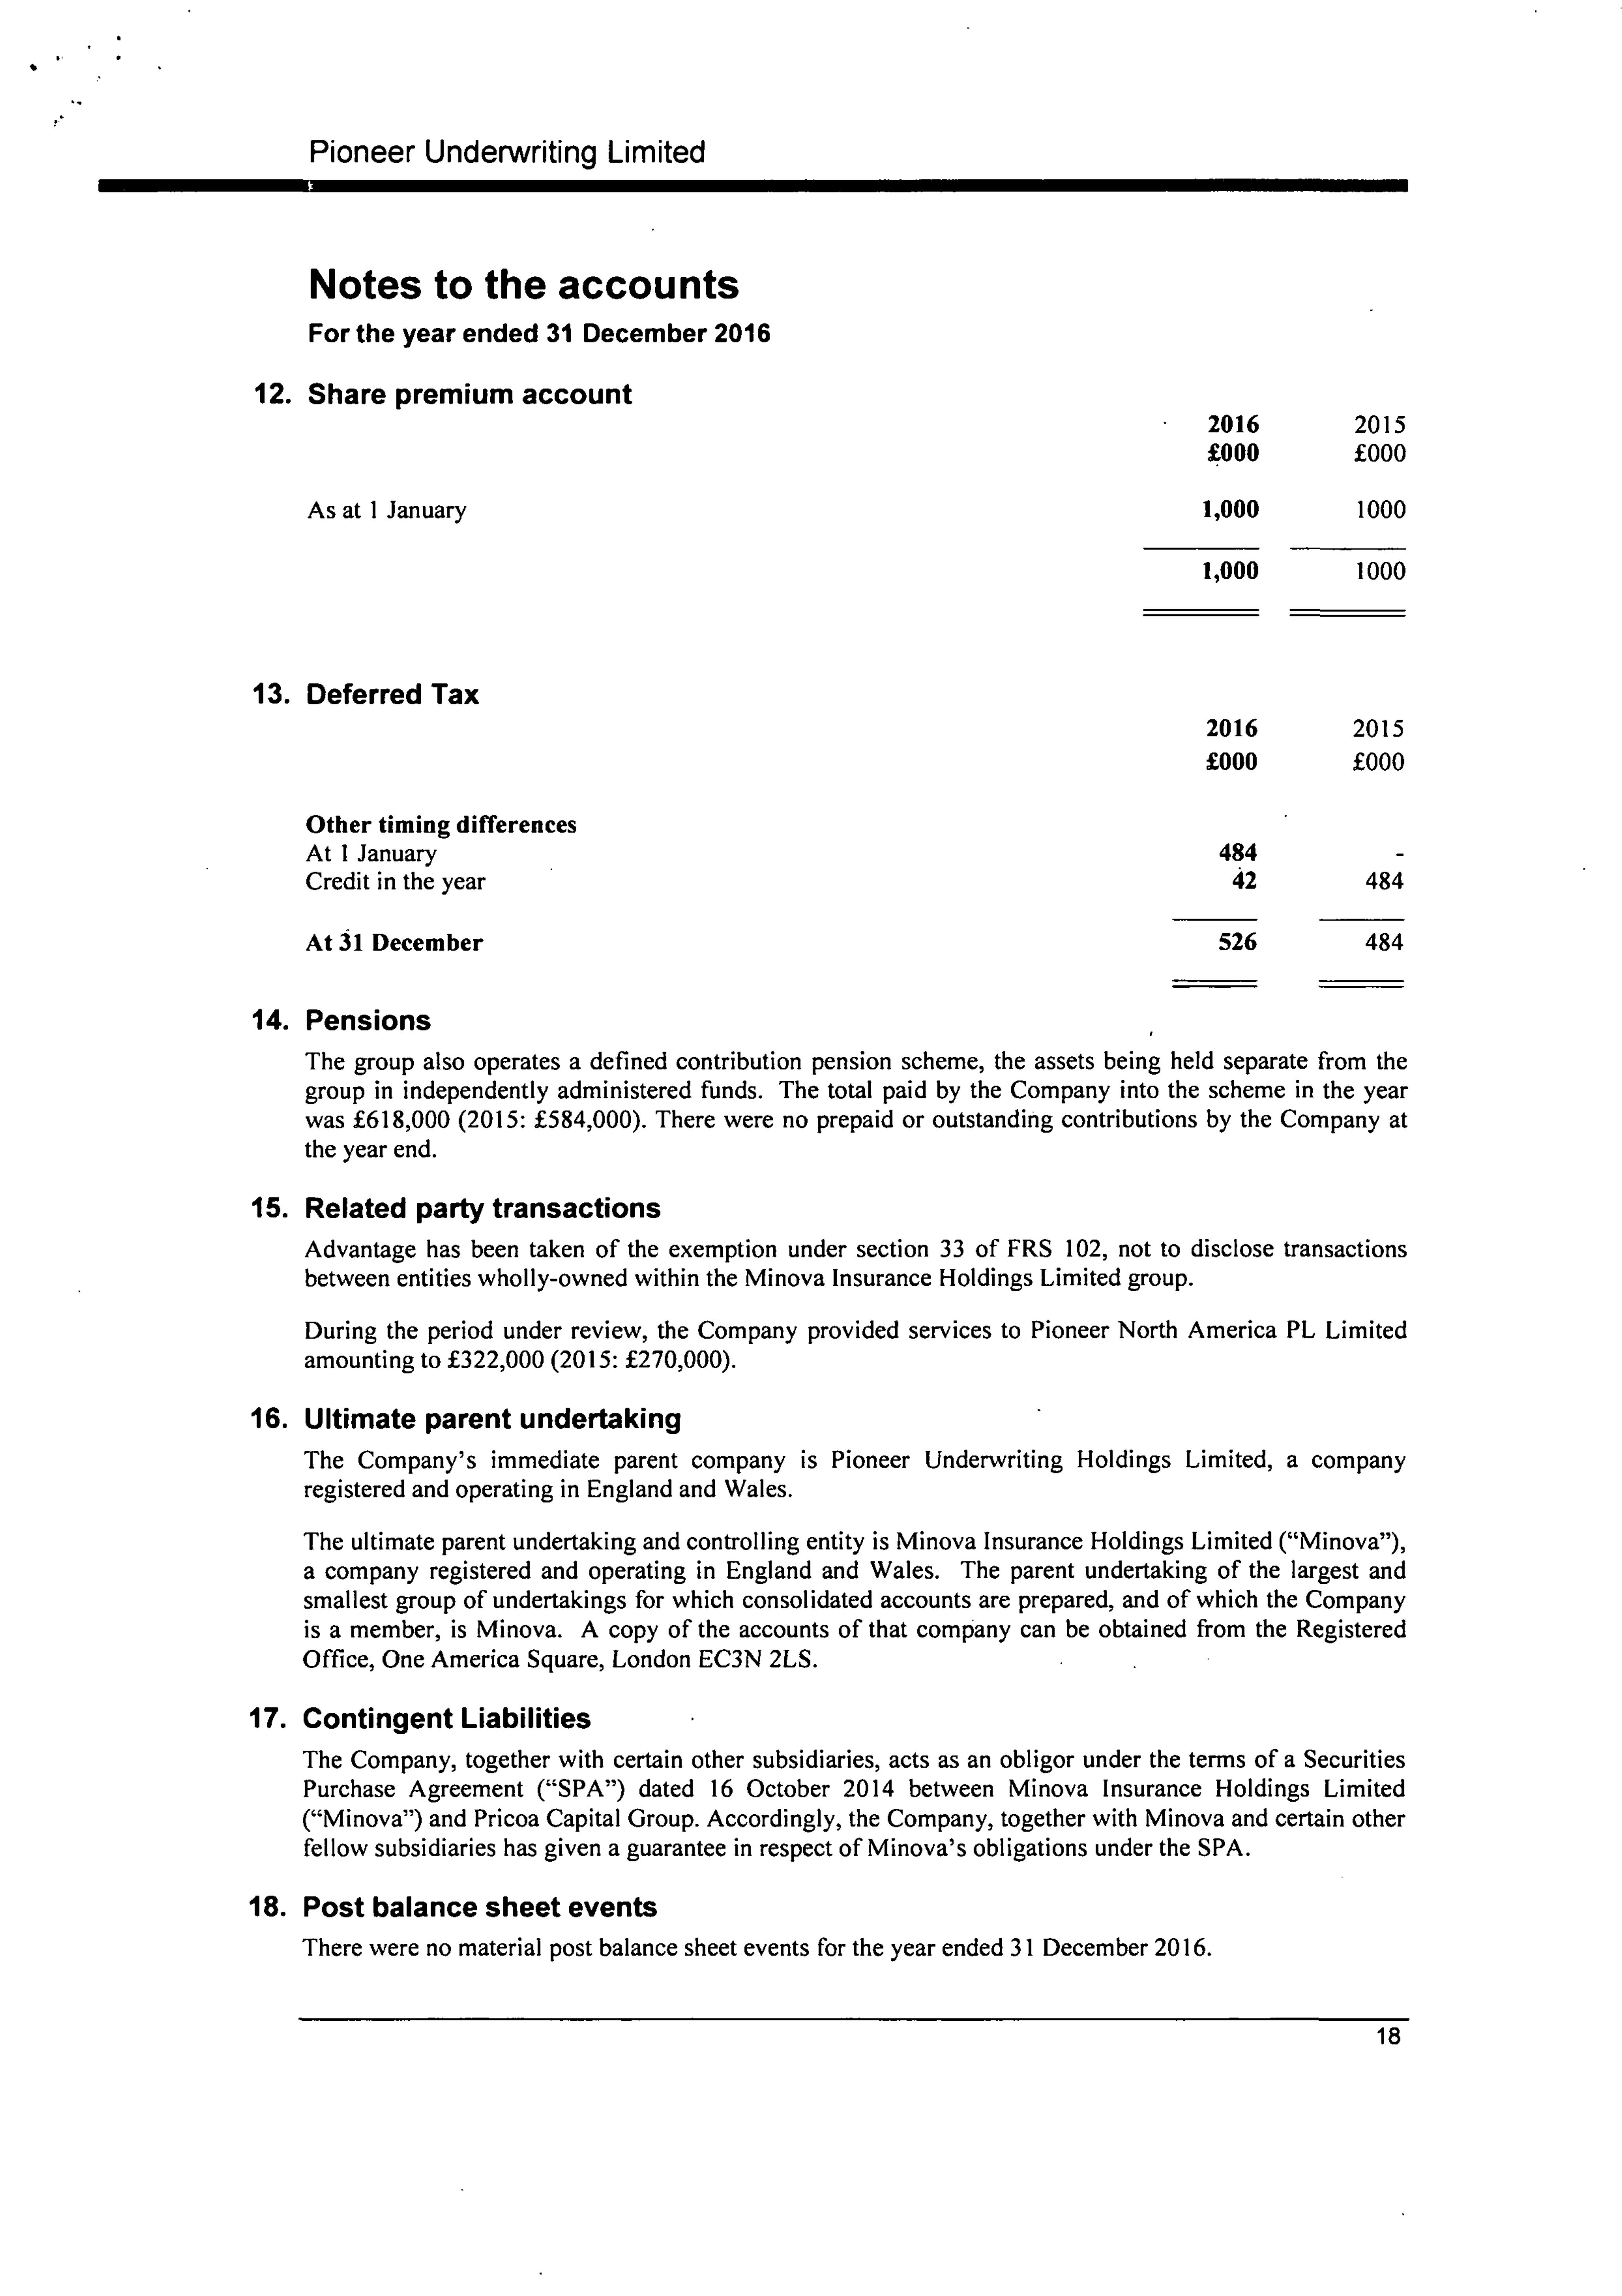 Pioneer Underwriting Limited
Notes to the accounts
For the year ended 31 December 2016
12. Share premium account
2016 2015
£000 £000
As at 1 January 1,000 1000
1,000 1000
13. Deferred Tax
2016 2015
£000 £000
Other timing differences
At 1 January 484 -
Credit in the year 42 484
At 31 December 526 484
14. Pensions
The group also operates a defined contribution pension scheme, the assets being held separate from the
group in independently administered funds. The total paid by the Company into the scheme in the year
was £618,000 (2015: £584,000). There were no prepaid or outstanding contributions by the Company at
the year end.
15. Related party transactions
Advantage has been taken of the exemption under section 33 of FRS 102, not to disclose transactions
between entities wholly-owned within the Minova Insurance Holdings Limited group.
During the period under review, the Company provided services to Pioneer North America PL Limited
amounting to £322,000 (2015: £270,000).
16. Ultimate parent undertaking
The Company's immediate parent company is Pioneer Underwriting Holdings Limited, a company
registered and operating in England and Wales.
The ultimate parent undertaking and controlling entity is Minova Insurance Holdings Limited (“Minova”),
a company registered and operating in England and Wales. The parent undertaking of the largest and
smallest group of undertakings for which consolidated accounts are prepared, and of which the Company
is a member, is Minova. A copy of the accounts of that company can be obtained from the Registered
Office, One America Square, London EC3N 2LS.
17. Contingent Liabilities
The Company, together with certain other subsidiaries, acts as an obligor under the terms of a Securities
Purchase Agreement (“SPA”) dated 16 October 2014 between Minova Insurance Holdings Limited
(“Minova”) and Pricoa Capital Group. Accordingly, the Company, together with Minova and certain other
fellow subsidiaries has given a guarantee in respect of Minova's obligations under the SPA.
18. Post balance sheet events
There were no material post balance sheet events for the year ended 31 December 2016.
18